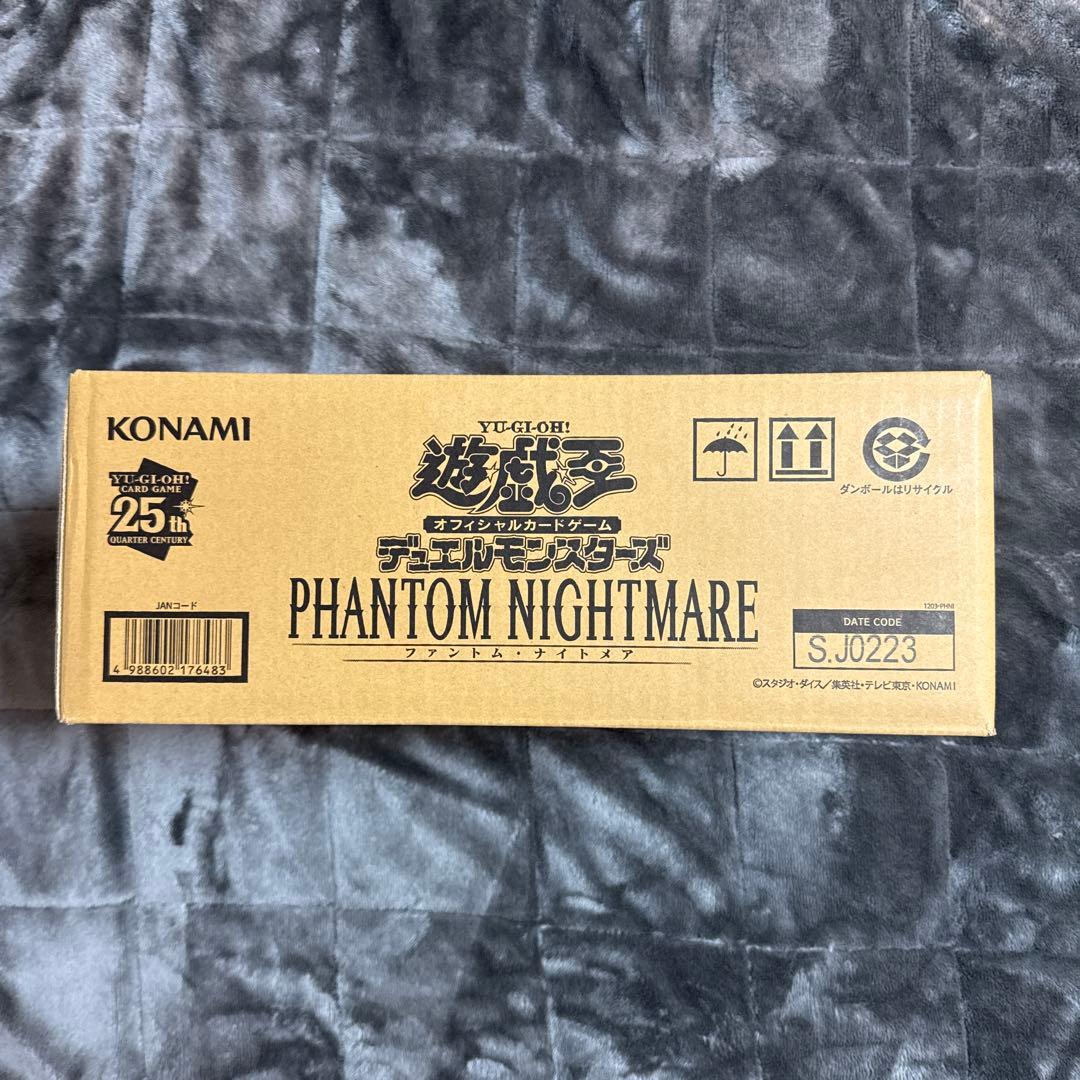 KONAMI
YU-GI-OH!
CARD GAME
25th
QUARTER CENTURY
YU-GI-OH!
遊戯王
オフィシャルカードゲーム
デュエルモンスターズ
PHANTOM NIGHTMARE
ファントム・ナイトメア
ダンボールはリサイクル
JANコード
4 988602 176483
1203-PHNI
DATE CODE
S.J0223
©スタジオ・ダイス/集英社・テレビ東京・KONAMI